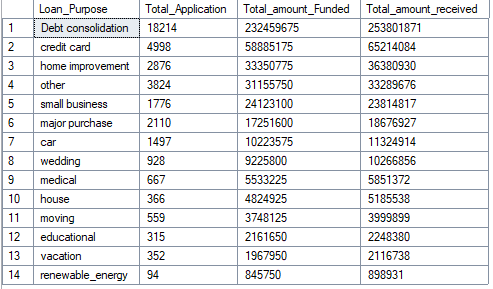 Loan_Purpose Total_Application Total_amount_Funded Total_amount_received
1 Debt consolidation 18214 232459675 253801871
2 credit card 4998 58885175 65214084
3 home improvement 2876 33350775 36380930
4 other 3824 31155750 33289676
5 small business 1776 24123100 23814817
6 major purchase 2110 17251600 18676927
7 car 1497 10223575 11324914
8 wedding 928 9225800 10266856
9 medical 667 5533225 5851372
10 house 366 4824925 5185538
11 moving 559 3748125 3999899
12 educational 315 2161650 2248380
13 vacation 352 1967950 2116738
14 renewable_energy 94 845750 898931